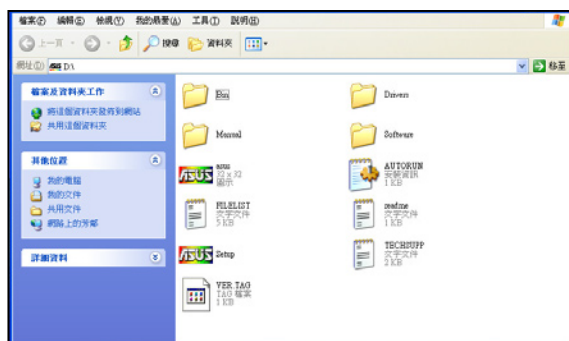 檔案(F) 編輯(E) 檢視(V) 我的最愛(A) 工具(T) 說明(H)
上一頁 搜尋 資料夾
網址(D) D:\ 移至
檔案及資料夾工作
將這個資料夾發佈到網站
共用這個資料夾
其他位置
我的電腦
我的文件
共用文件
網路上的芳鄰
詳細資料
Bin
Drivers
Manual
Software
ASUS
asus
32 x 32
圖示
AUTORUN
安裝資訊
1 KB
FILELIST
文字文件
5 KB
readme
文字文件
1 KB
ASUS
Setup
TECHSUPP
文字文件
2 KB
VER.TAG
TAG 檔案
1 KB